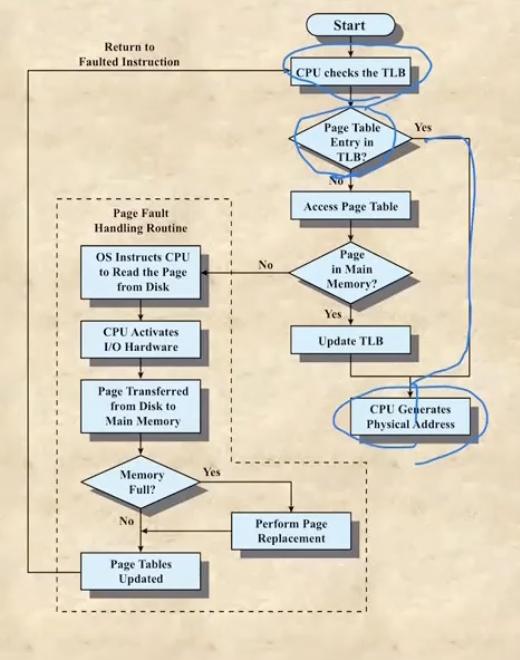 Start
Return to
Faulted Instruction
CPU checks the TLB
Page Table
Entry in
TLB?
Yes
No
Access Page Table
Page Fault
Handling Routine
OS Instructs CPU
to Read the Page
from Disk
No
Page
in Main
Memory?
Yes
CPU Activates
I/O Hardware
Update TLB
Page Transferred
from Disk to
Main Memory
CPU Generates
Physical Address
Memory
Full?
Yes
No
Perform Page
Replacement
Page Tables
Updated